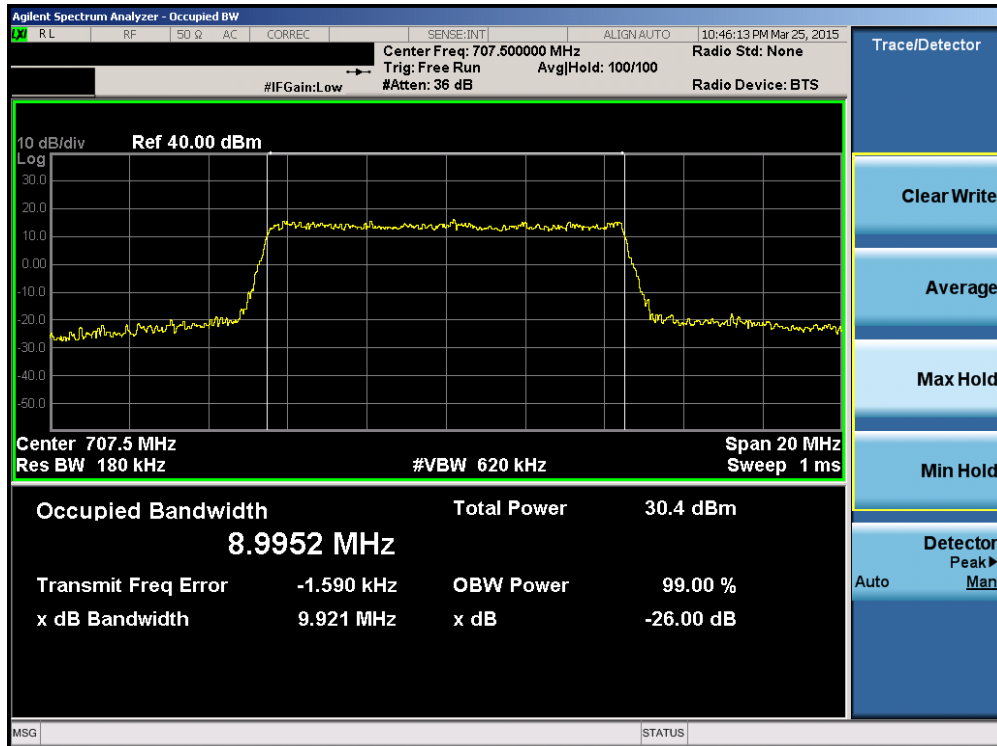 Agilent Spectrum Analyzer - Occupied BW
LXI RL RF 50 Ω AC CORREC SENSE:INT ALIGN AUTO 10:46:13 PM Mar 25, 2015
Center Freq: 707.500000 MHz Radio Std: None
Trig: Free Run Avg|Hold: 100/100
#IFGain:Low #Atten: 36 dB Radio Device: BTS
10 dB/div Ref 40.00 dBm
Log
30.0
20.0
10.0
0.00
-10.0
-20.0
-30.0
-40.0
-50.0
Center 707.5 MHz Span 20 MHz
Res BW 180 kHz #VBW 620 kHz Sweep 1 ms
Occupied Bandwidth Total Power 30.4 dBm
8.9952 MHz
Transmit Freq Error -1.590 kHz OBW Power 99.00 %
x dB Bandwidth 9.921 MHz x dB -26.00 dB
MSG STATUS
Trace/Detector
Clear Write
Average
Max Hold
Min Hold
Detector
Peak▶
Auto Man